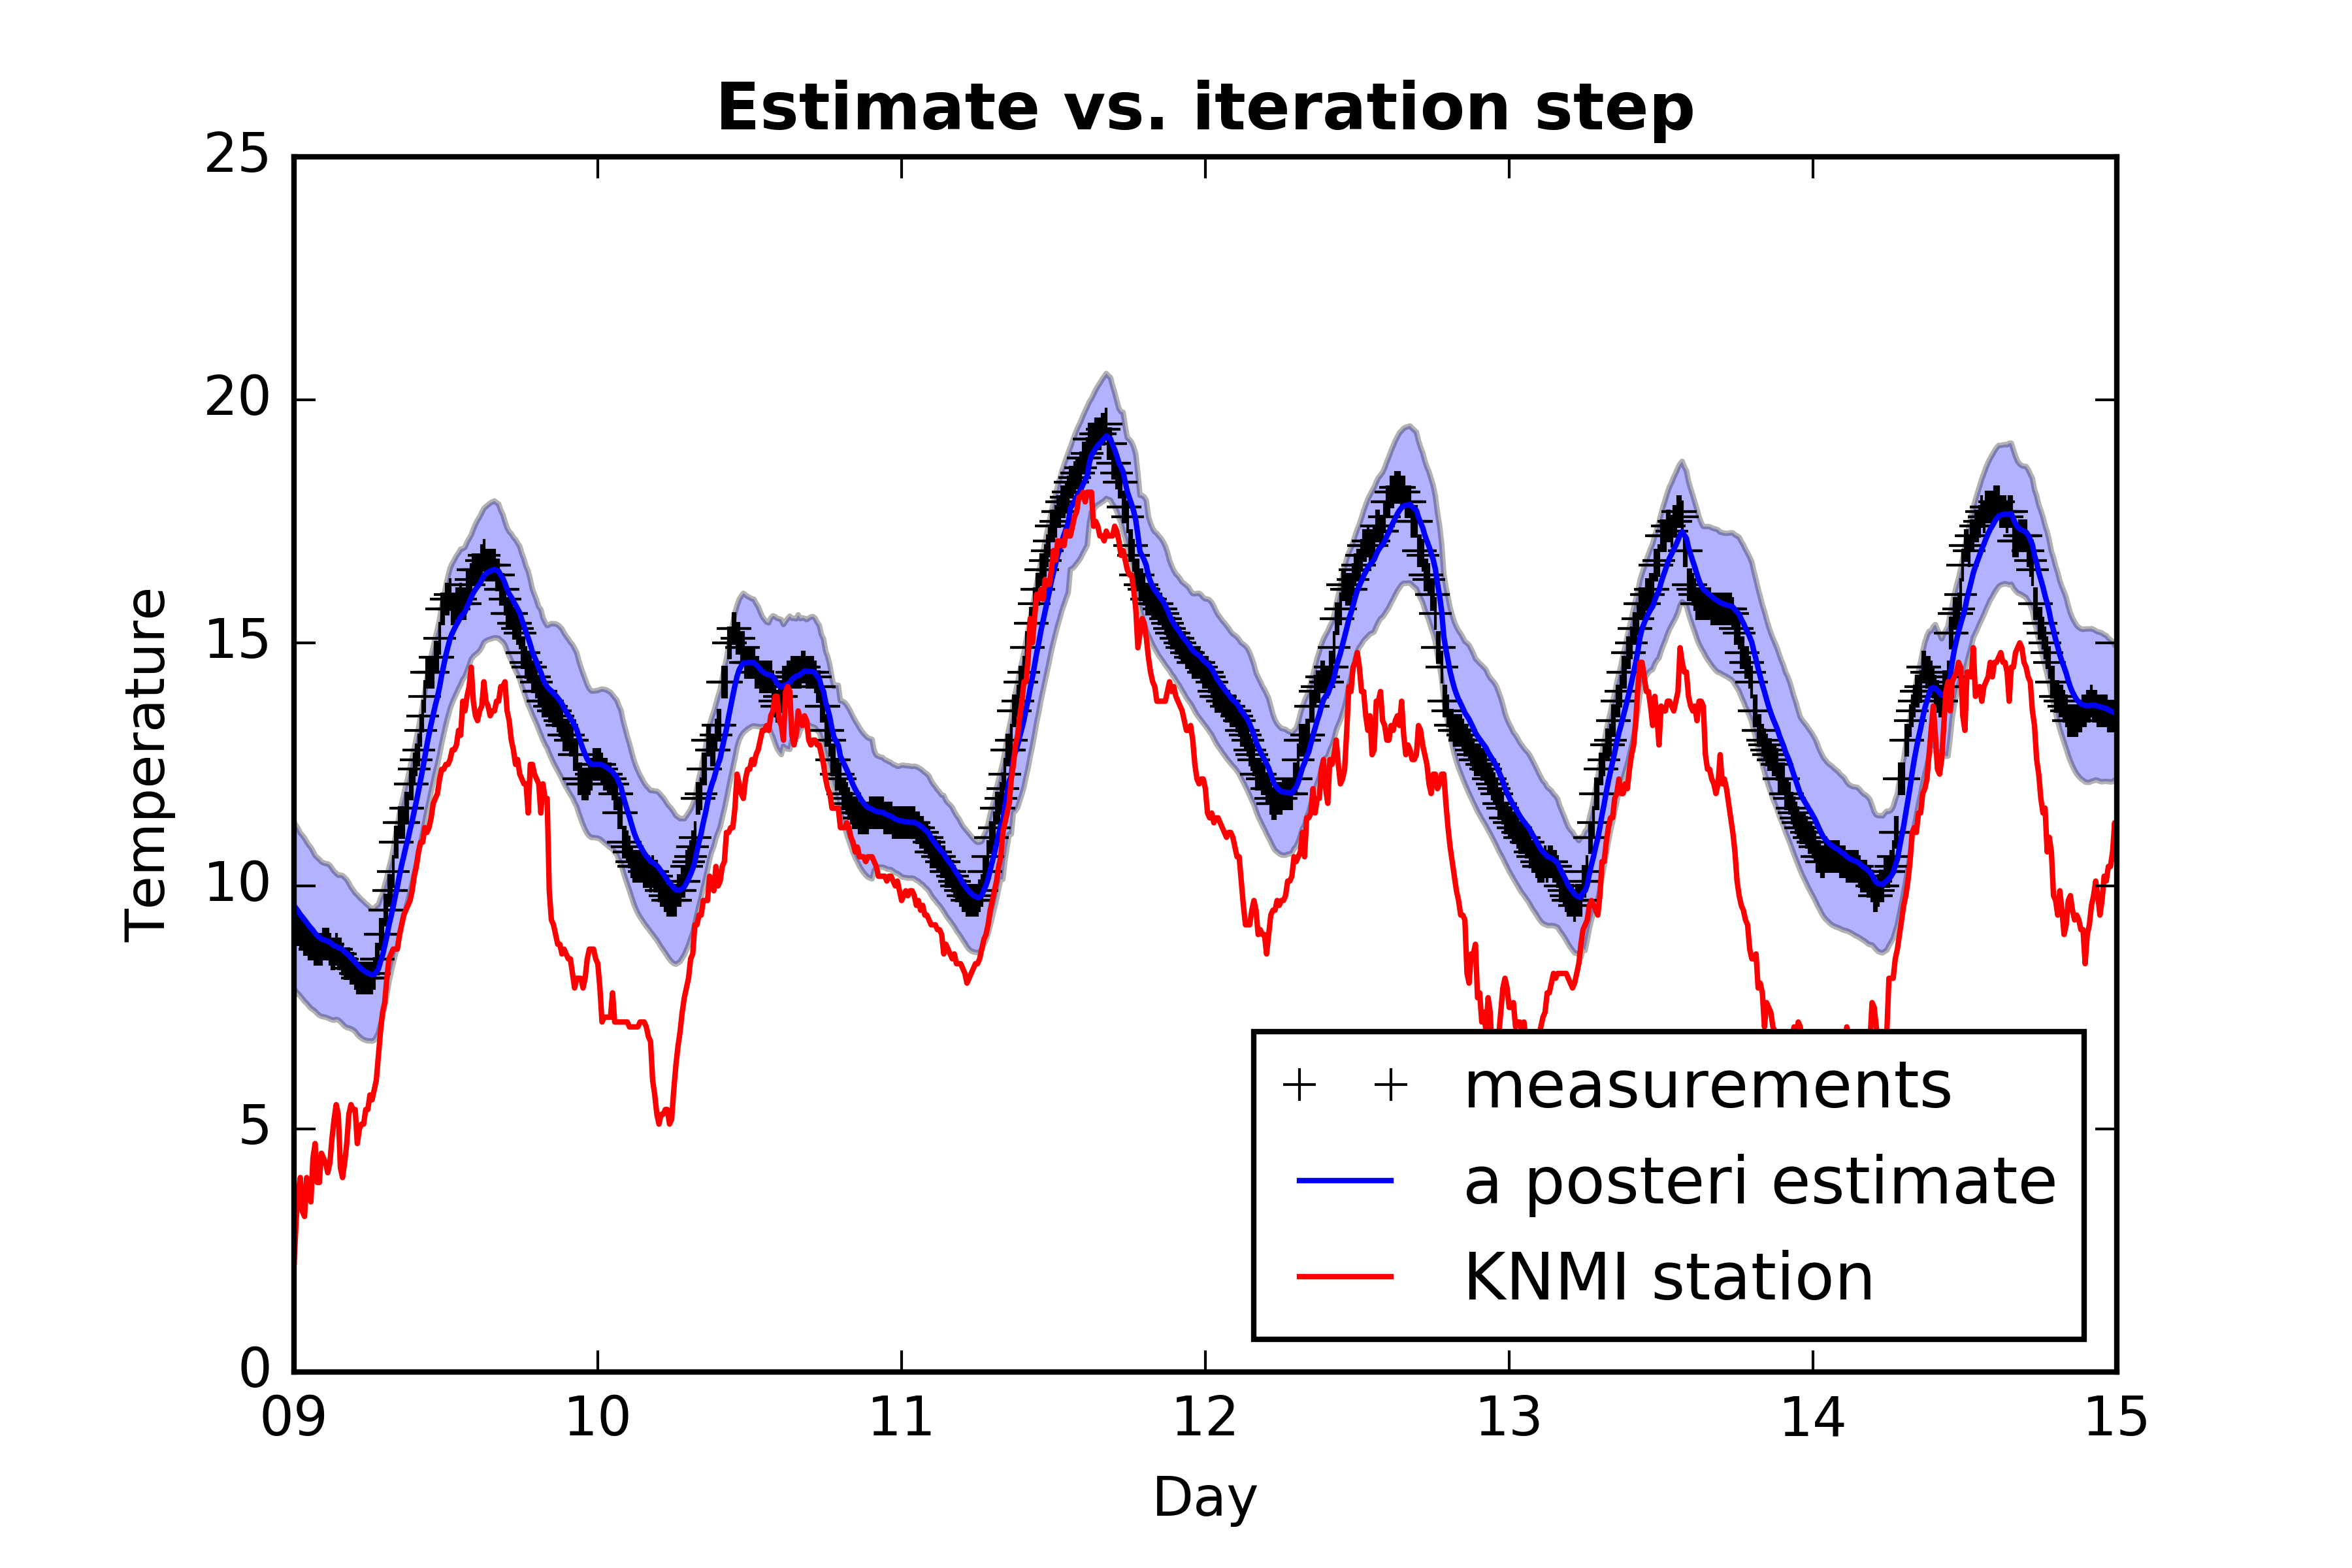 Estimate vs. iteration step
25
20
15
10
5
0
Temperature
measurements
a posteri estimate
KNMI station
09 10 11 12 13 14 15
Day